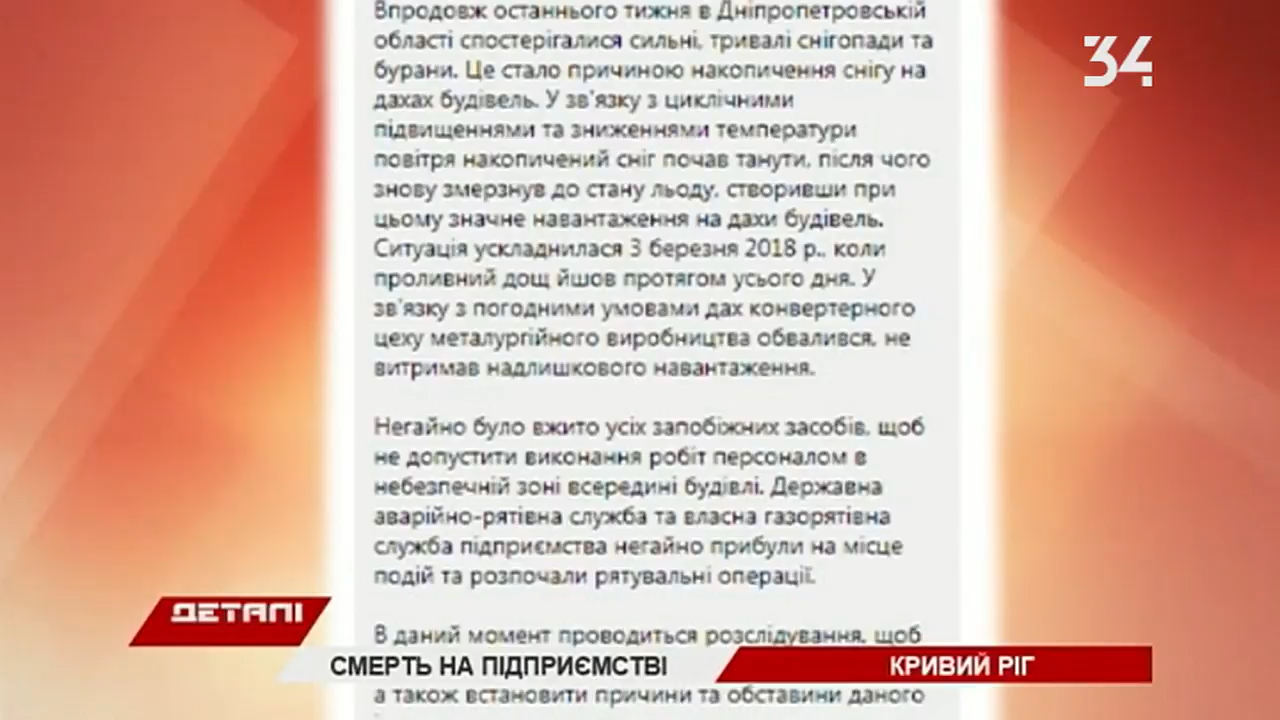 Впродовж останнього тижня в Дніпропетровській
області спостерігалися сильні, тривалі снігопади та
бурани. Це стало причиною накопичення снігу на
дахах будівель. У зв'язку з циклічними
підвищеннями та зниженнями температури
повітря накопичений сніг почав танути, після чого
знову змерзнув до стану льоду, створивши при
цьому значне навантаження на дахи будівель.
Ситуація ускладнилася 3 березня 2018 р., коли
проливний дощ йшов протягом усього дня. У
зв'язку з погодними умовами дах конвертерного
цеху металургійного виробництва обвалився, не
витримав надлишкового навантаження.
Негайно було вжито усіх запобіжних засобів, щоб
не допустити виконання робіт персоналом в
небезпечній зоні всередині будівлі. Державна
аварійно-рятівна служба та власна газорятівна
служба підприємства негайно прибули на місце
подій та розпочали рятувальні операції.
В даний момент проводиться розслідування, щоб
а також встановити причини та обставини даного
34
ДЕТАЛІ
СМЕРТЬ НА ПІДПРИЄМСТВІ
КРИВИЙ РІГ